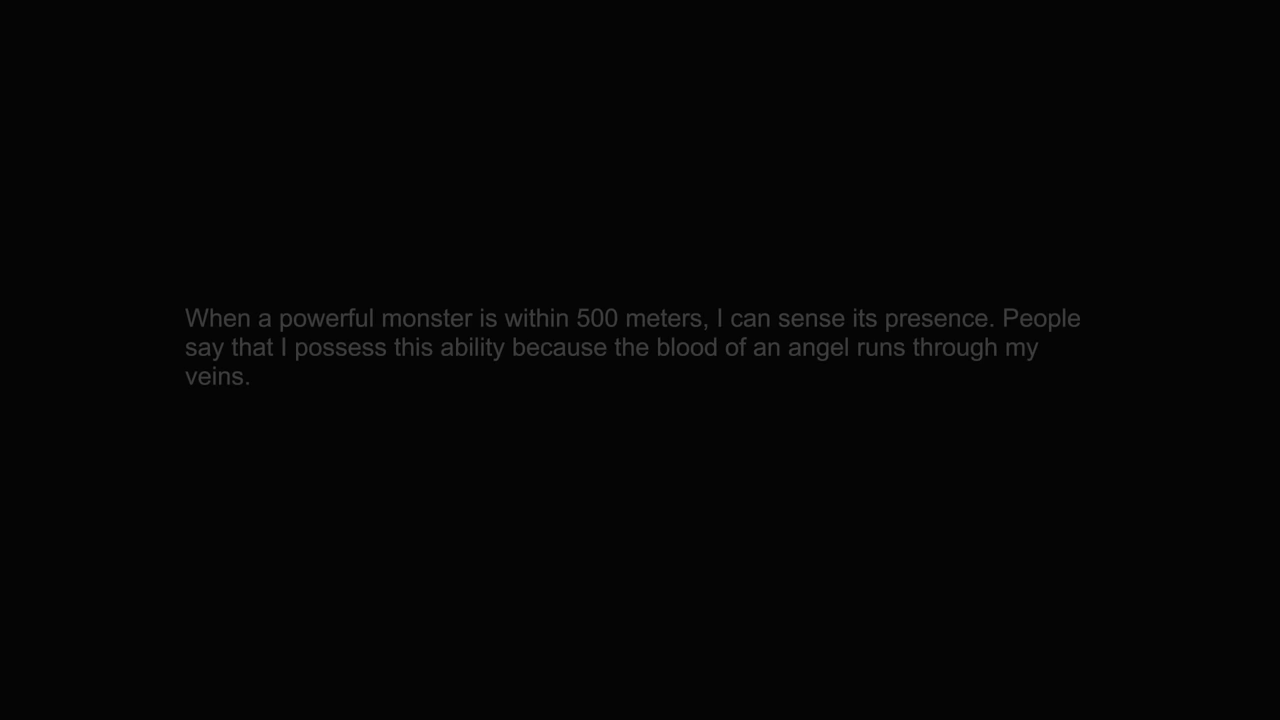 When a powerful monster is within 500 meters, I can sense its presence. People
say that I possess this ability because the blood of an angel runs through my
veins.